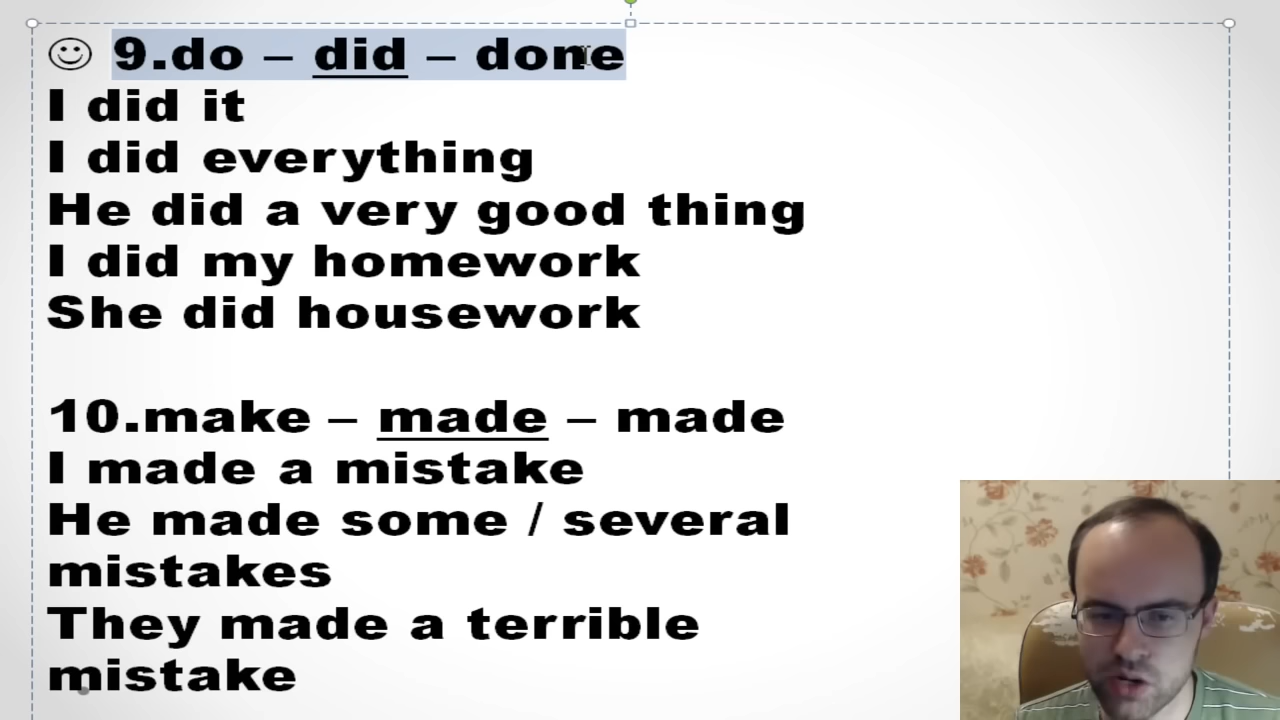 9.do – did – done
I did it
I did everything
He did a very good thing
I did my homework
She did housework
10.make – made – made
I made a mistake
He made some / several
mistakes
They made a terrible
mistake